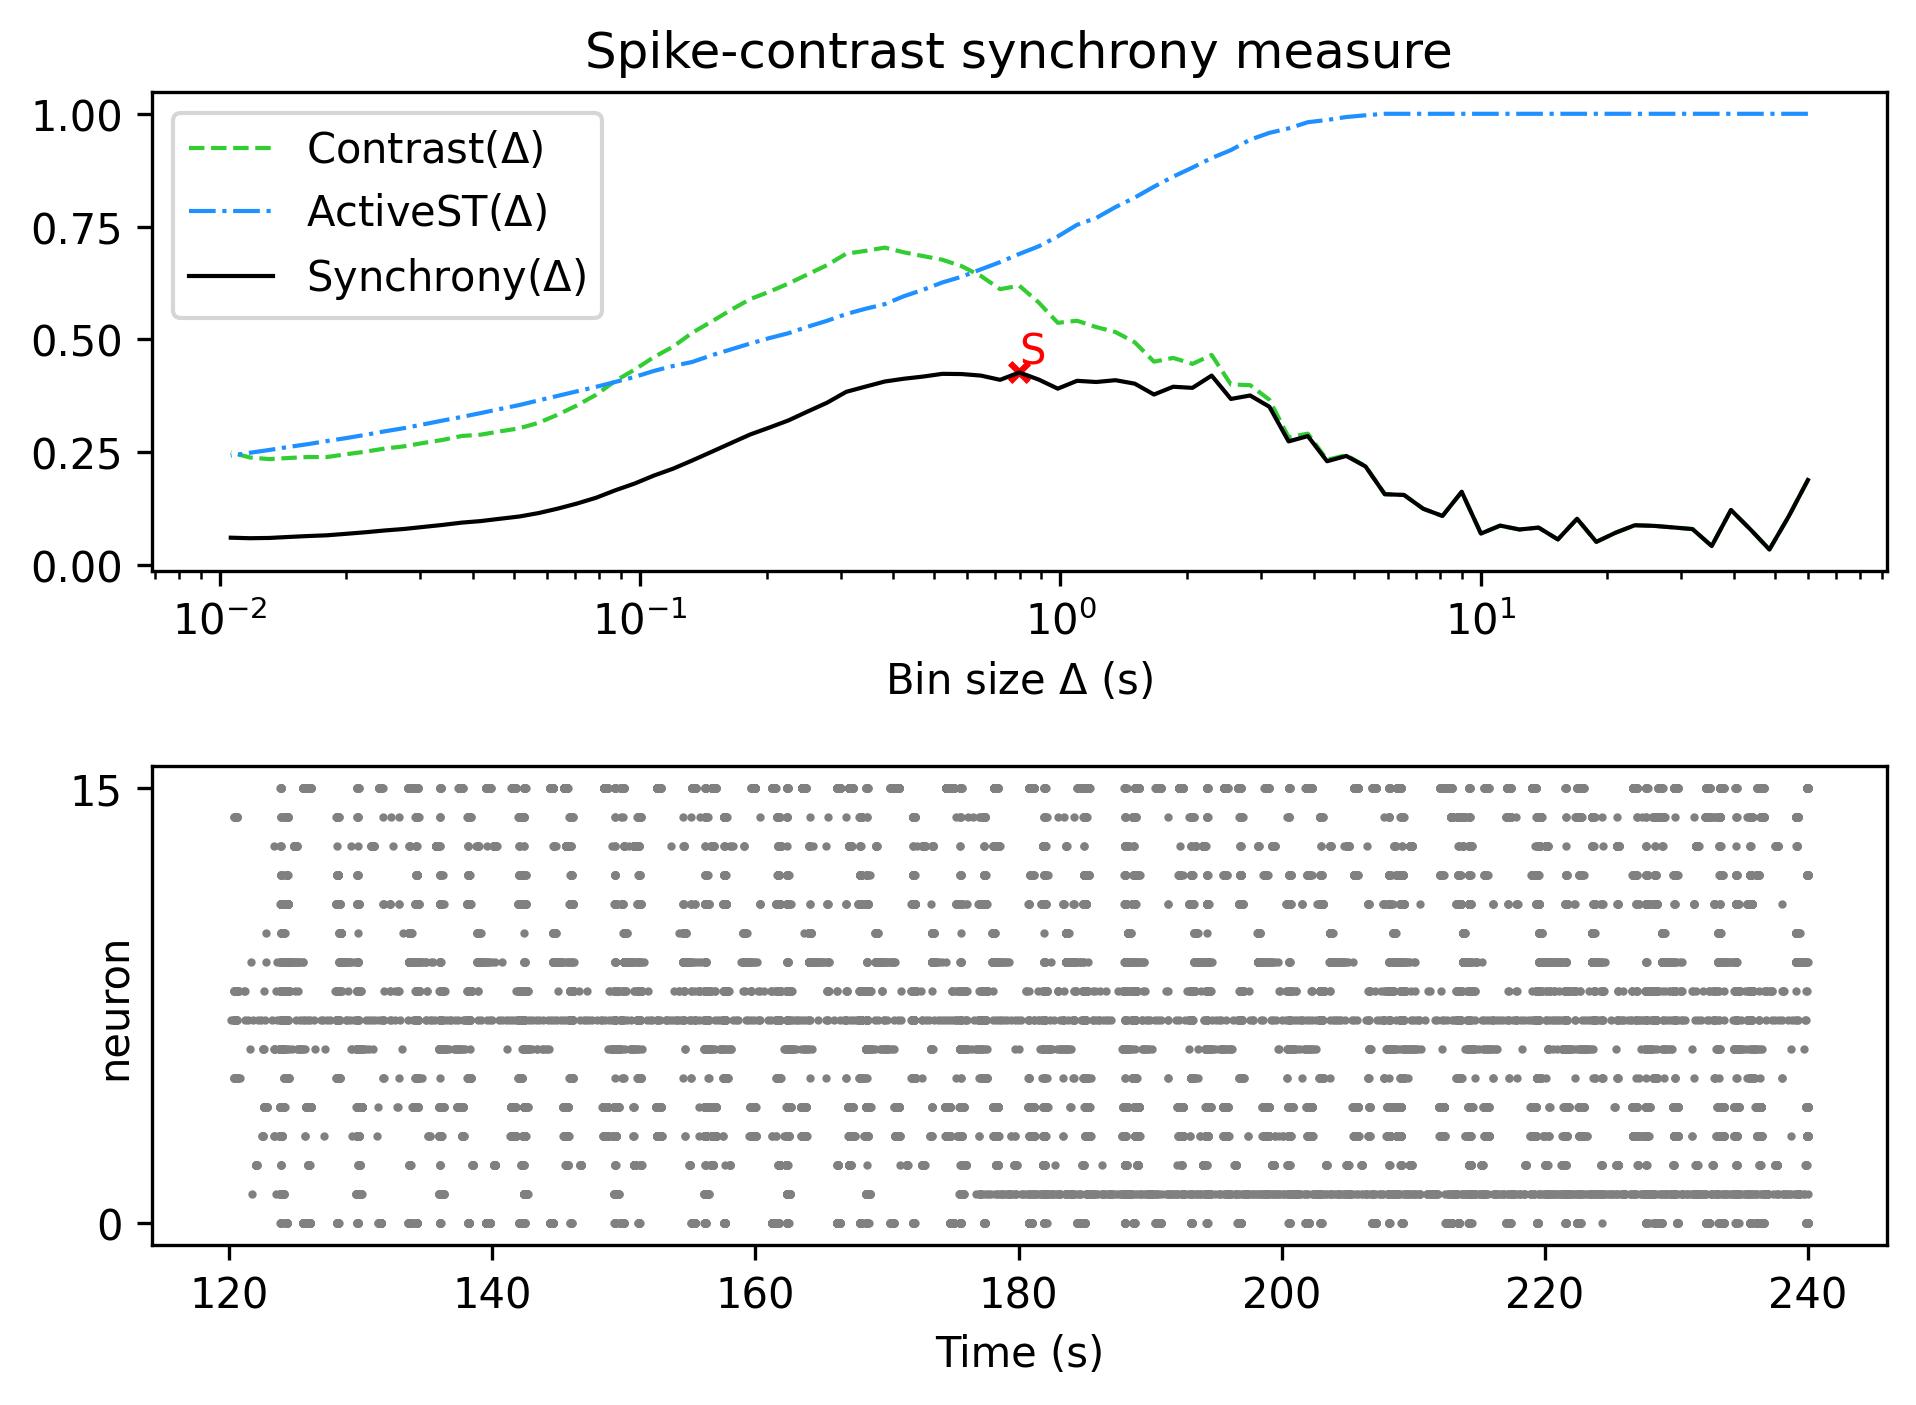 Spike-contrast synchrony measure
1.00
0.75
0.50
0.25
0.00
Contrast(Δ)
ActiveST(Δ)
Synchrony(Δ)
S
10⁻² 10⁻¹ 10⁰ 10¹
Bin size Δ (s)
15
0
neuron
120 140 160 180 200 220 240
Time (s)